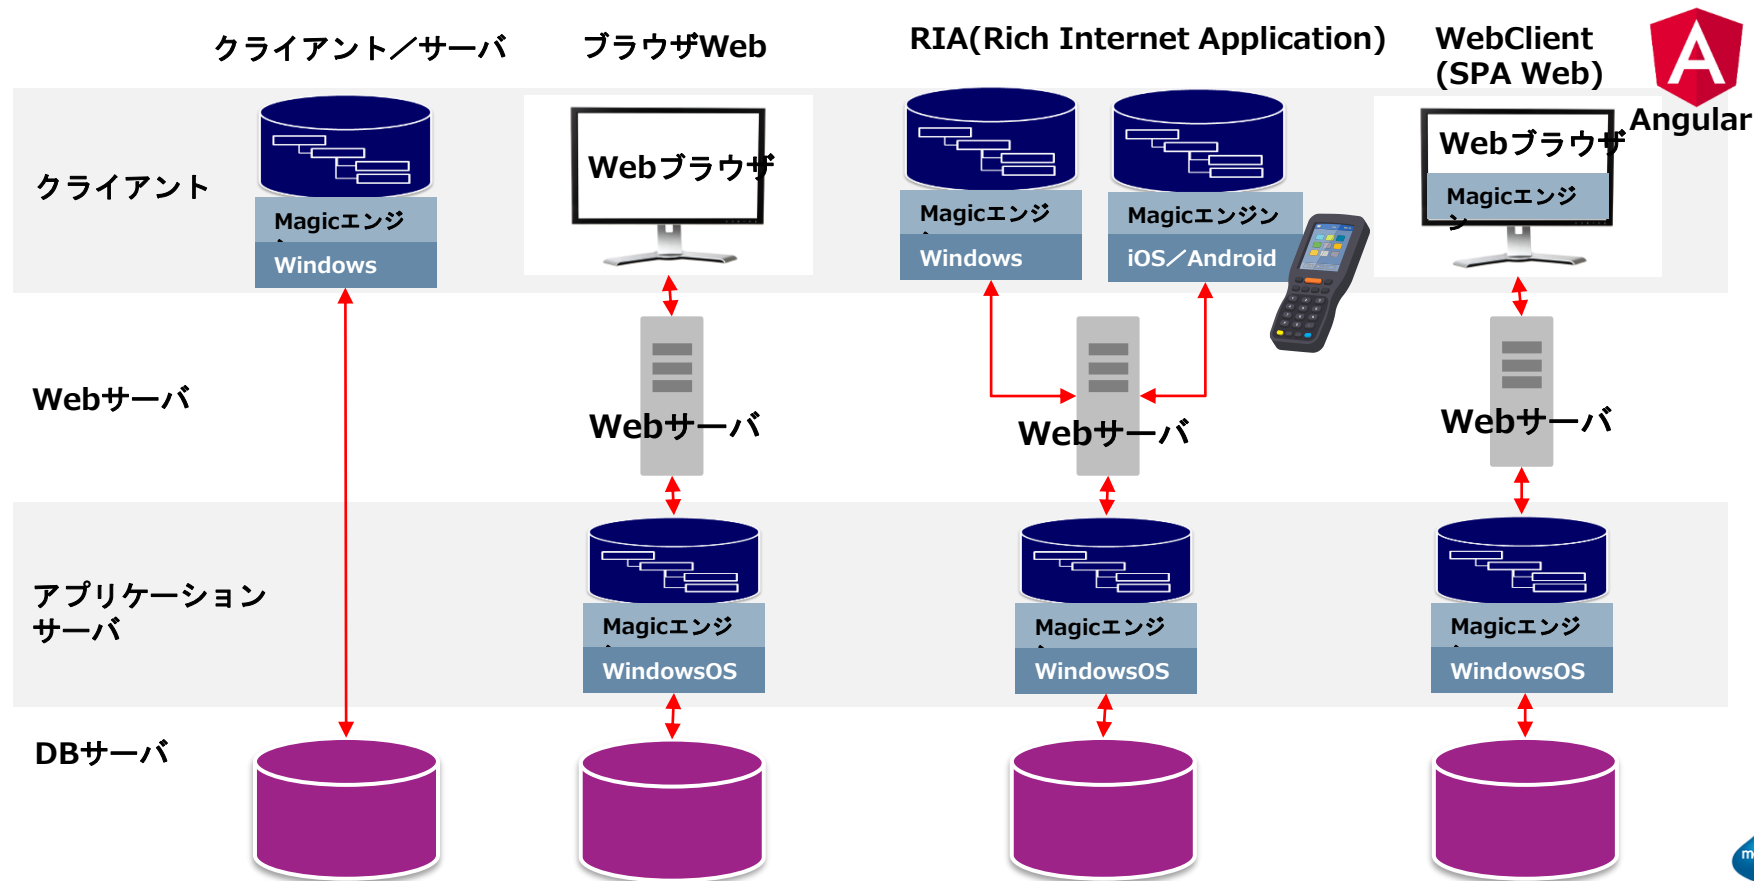 クライアント／サーバ
ブラウザWeb
RIA(Rich Internet Application)
WebClient
(SPA Web)
Angular
クライアント
Magicエンジ
Windows
Webブラウザ
Magicエンジ
Windows
Magicエンジン
iOS／Android
Webブラウザ
Magicエンジ
ン
Webサーバ
Webサーバ
Webサーバ
Webサーバ
アプリケーション
サーバ
Magicエンジ
WindowsOS
Magicエンジ
WindowsOS
Magicエンジ
WindowsOS
DBサーバ